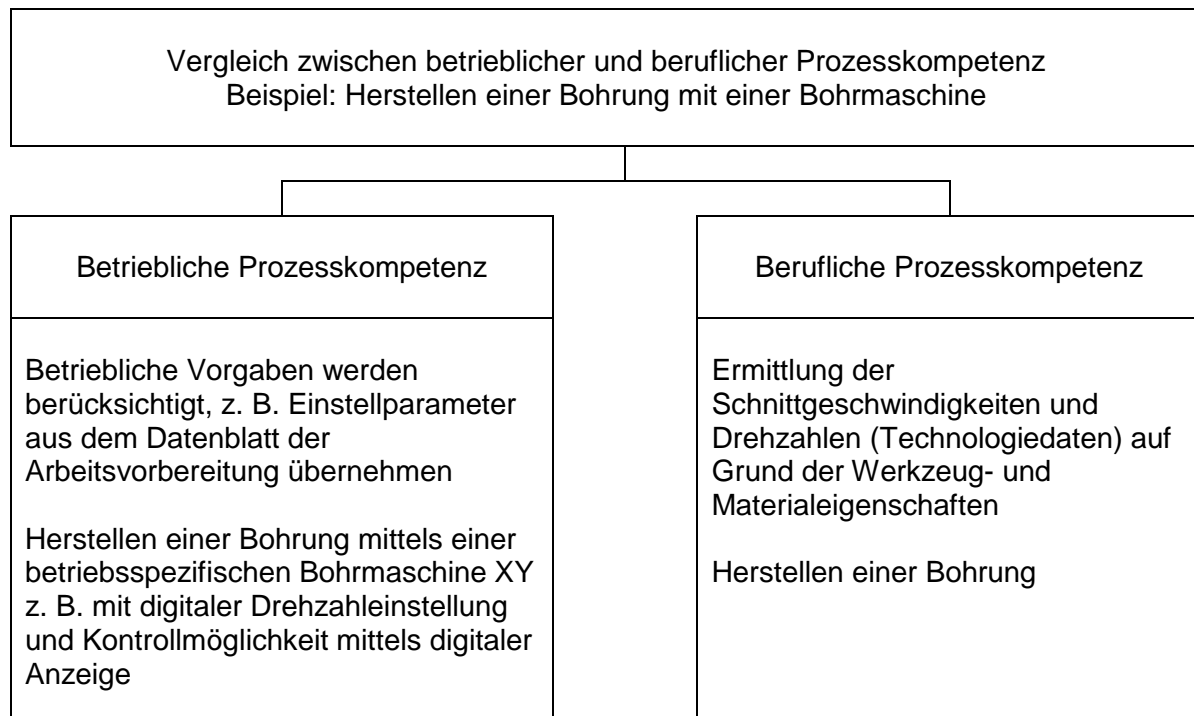 Vergleich zwischen betrieblicher und beruflicher Prozesskompetenz
Beispiel: Herstellen einer Bohrung mit einer Bohrmaschine
Betriebliche Prozesskompetenz
Betriebliche Vorgaben werden
berücksichtigt, z. B. Einstellparameter
aus dem Datenblatt der
Arbeitsvorbereitung übernehmen
Herstellen einer Bohrung mittels einer
betriebsspezifischen Bohrmaschine XY
z. B. mit digitaler Drehzahleinstellung
und Kontrollmöglichkeit mittels digitaler
Anzeige
Berufliche Prozesskompetenz
Ermittlung der
Schnittgeschwindigkeiten und
Drehzahlen (Technologiedaten) auf
Grund der Werkzeug- und
Materialeigenschaften
Herstellen einer Bohrung